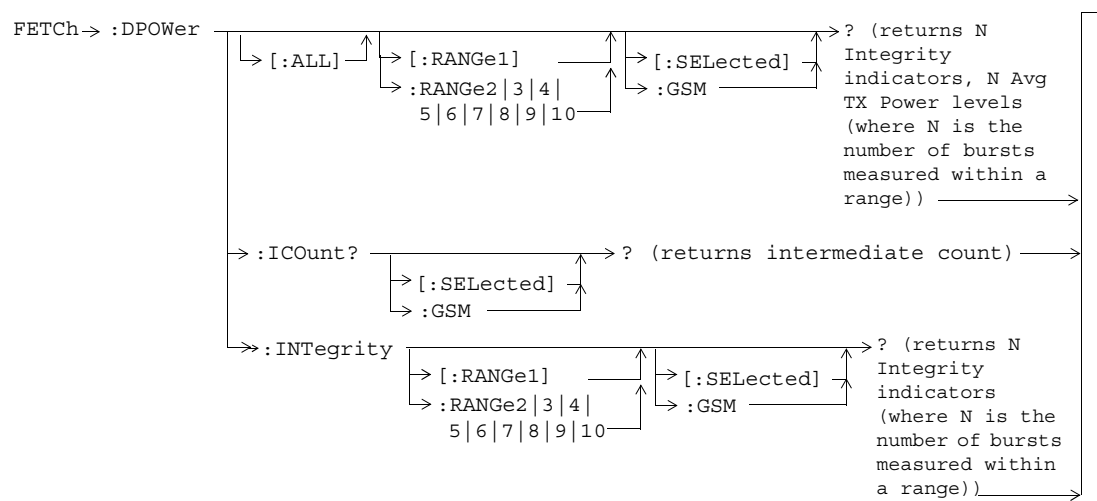 FETCh :DPOWer ? (returns N
[:ALL] [:RANGe1] [:SELected] Integrity
:RANGe2|3|4| :GSM indicators, N Avg
5|6|7|8|9|10 TX Power levels
(where N is the
number of bursts
measured within a
range))
:ICOunt? ? (returns intermediate count)
[:SELected]
:GSM
:INTegrity ? (returns N
[:RANGe1] [:SELected] Integrity
:RANGe2|3|4| :GSM indicators
5|6|7|8|9|10 (where N is the
number of bursts
measured within
a range))